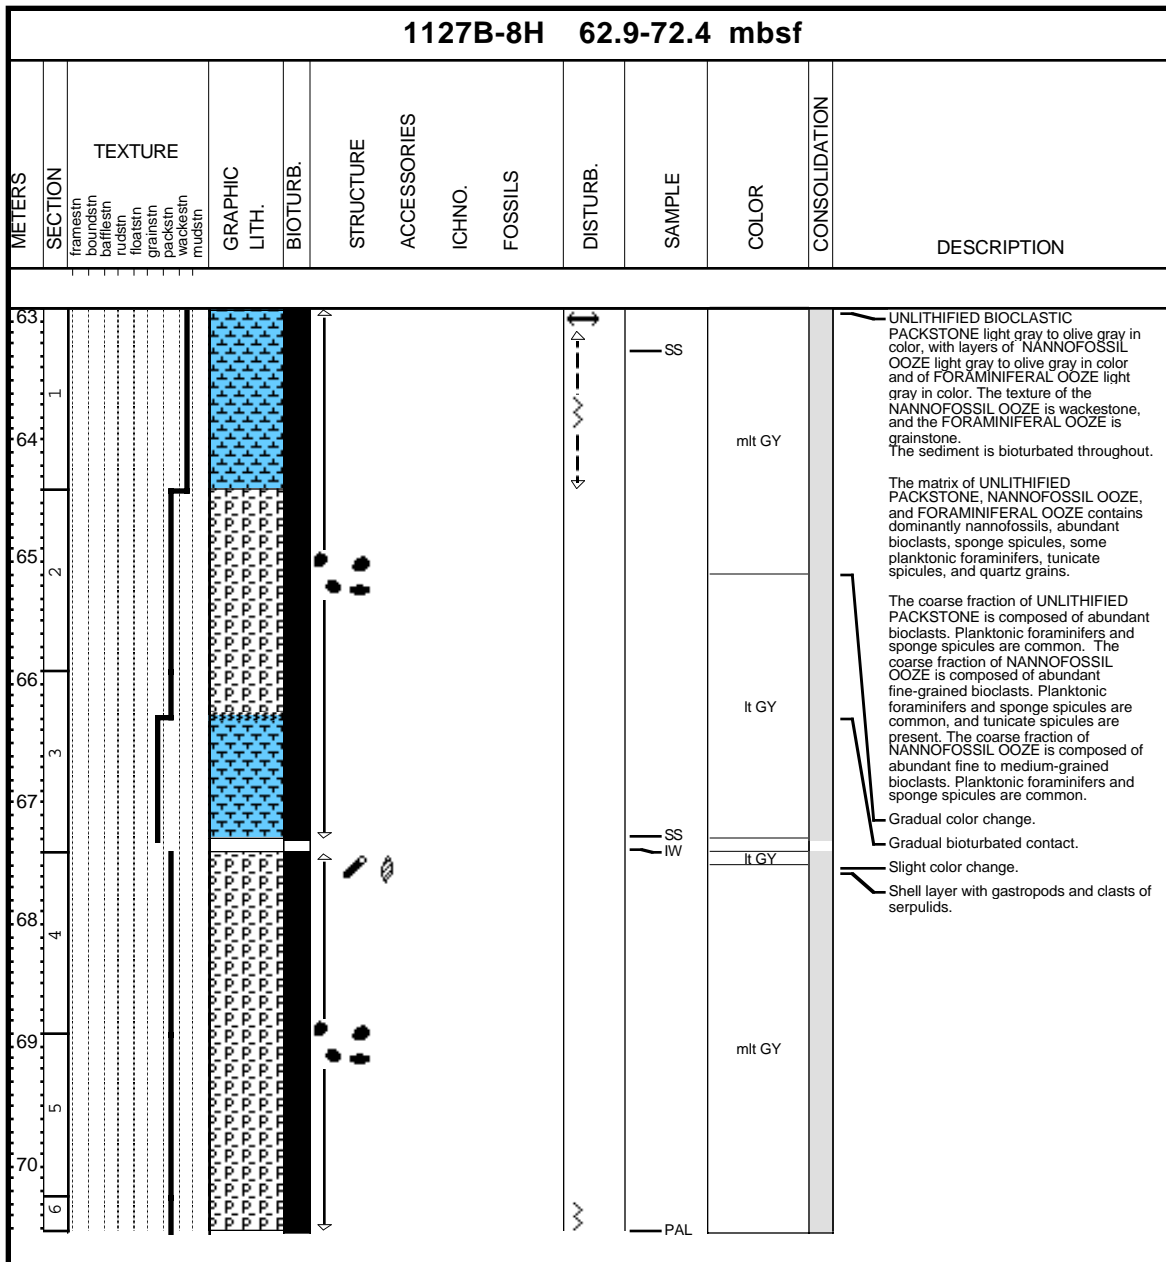 1127B-8H 62.9-72.4 mbsf
METERS
SECTION
TEXTURE
framestn
boundstn
bafflestn
rudstn
floatstn
grainstn
packstn
wackestn
mudstn
GRAPHIC
LITH.
BIOTURB.
STRUCTURE
ACCESSORIES
ICHNO.
FOSSILS
DISTURB.
SAMPLE
COLOR
CONSOLIDATION
DESCRIPTION
63
64
65
66
67
68
69
70
1
2
3
4
5
6
SS
SS
IW
PAL
mlt GY
lt GY
lt GY
mlt GY
UNLITHIFIED BIOCLASTIC
PACKSTONE light gray to olive gray in
color, with layers of NANNOFOSSIL
OOZE light gray to olive gray in color
and of FORAMINIFERAL OOZE light
gray in color. The texture of the
NANNOFOSSIL OOZE is wackestone,
and the FORAMINIFERAL OOZE is
grainstone.
The sediment is bioturbated throughout.
The matrix of UNLITHIFIED
PACKSTONE, NANNOFOSSIL OOZE,
and FORAMINIFERAL OOZE contains
dominantly nannofossils, abundant
bioclasts, sponge spicules, some
planktonic foraminifers, tunicate
spicules, and quartz grains.
The coarse fraction of UNLITHIFIED
PACKSTONE is composed of abundant
bioclasts. Planktonic foraminifers and
sponge spicules are common. The
coarse fraction of NANNOFOSSIL
OOZE is composed of abundant
fine-grained bioclasts. Planktonic
foraminifers and sponge spicules are
common, and tunicate spicules are
present. The coarse fraction of
NANNOFOSSIL OOZE is composed of
abundant fine to medium-grained
bioclasts. Planktonic foraminifers and
sponge spicules are common.
Gradual color change.
Gradual bioturbated contact.
Slight color change.
Shell layer with gastropods and clasts of
serpulids.